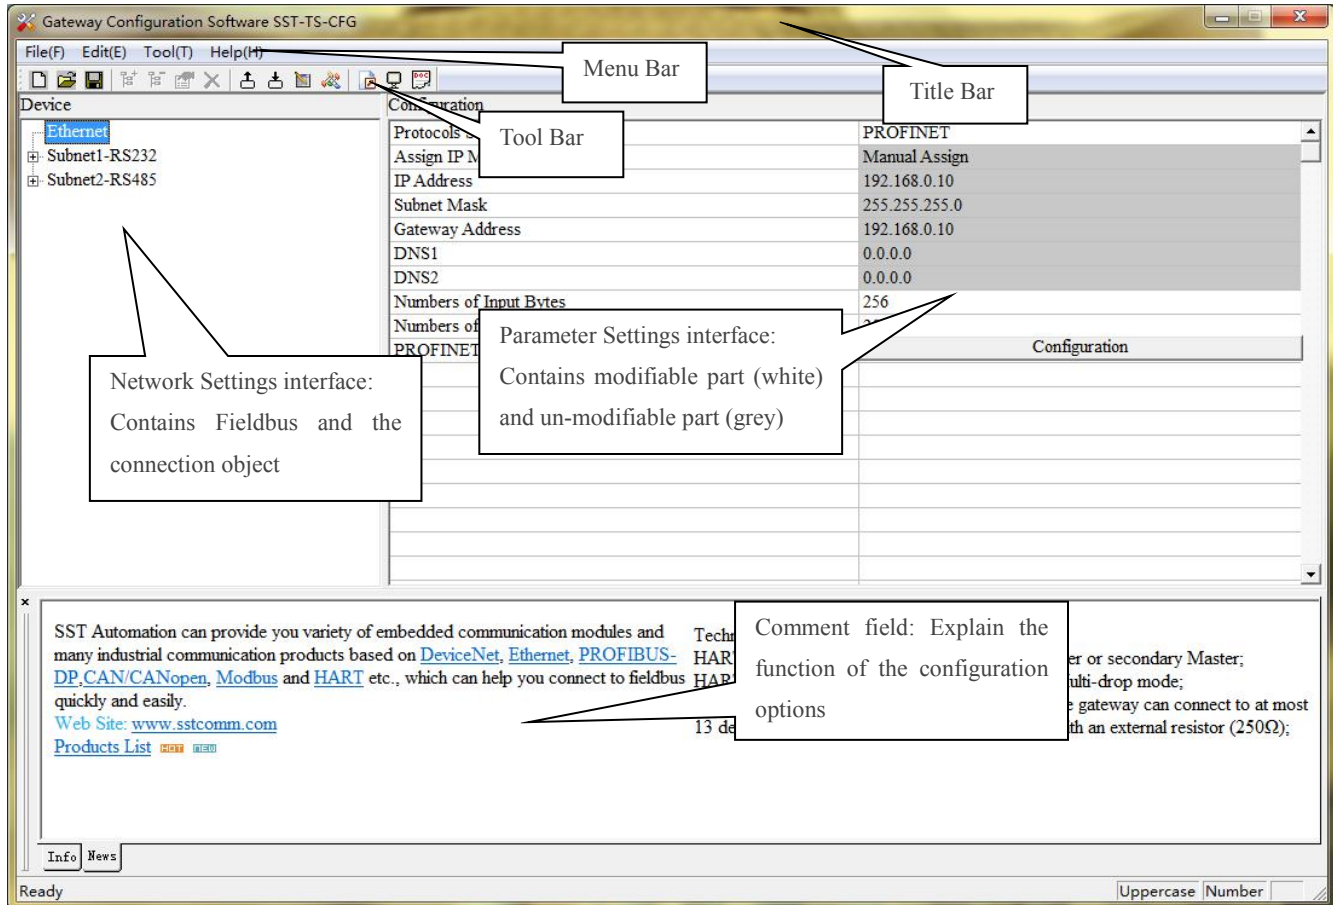 Gateway Configuration Software SST-TS-CFG
File(F) Edit(E) Tool(T) Help(H)
Menu Bar
Title Bar
Tool Bar
Device
Configuration
Ethernet
Subnet1-RS232
Subnet2-RS485
Protocols
PROFINET
Assign IP
Manual Assign
IP Address
192.168.0.10
Subnet Mask
255.255.255.0
Gateway Address
192.168.0.10
DNS1
0.0.0.0
DNS2
0.0.0.0
Numbers of Input Bytes
256
Numbers of
PROFINET
Configuration
Parameter Settings interface:
Contains modifiable part (white)
and un-modifiable part (grey)
Network Settings interface:
Contains Fieldbus and the
connection object
SST Automation can provide you variety of embedded communication modules and
many industrial communication products based on DeviceNet, Ethernet, PROFIBUS-
DP,CAN/CANopen, Modbus and HART etc., which can help you connect to fieldbus
quickly and easily.
Web Site: www.sstcomm.com
Products List HOT NEW
HART
er or secondary Master;
ulti-drop mode;
gateway can connect to at most
13 de
th an external resistor (250Ω);
Comment field: Explain the
function of the configuration
options
Info News
Ready
Uppercase Number